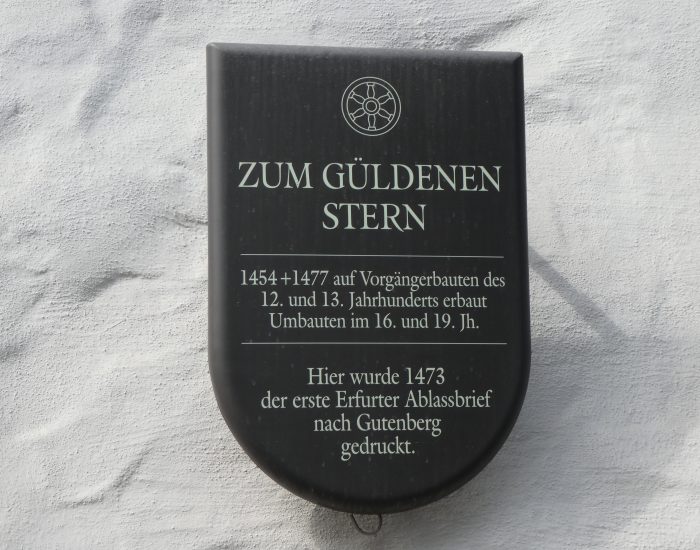 ZUM GÜLDENEN
STERN
1454+1477 auf Vorgängerbauten des
12. und 13. Jahrhunderts erbaut
Umbauten im 16. und 19. Jh.
Hier wurde 1473
der erste Erfurter Ablassbrief
nach Gutenberg
gedruckt.